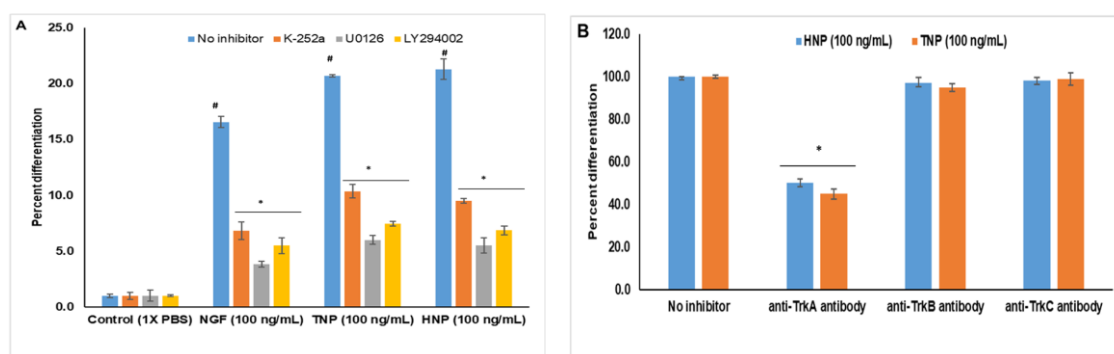 A
25.0
No inhibitor K-252a U0126 LY294002
20.0
15.0
10.0
5.0
0.0
Percent differentiation
# # #
* * *
Control (1X PBS) NGF (100 ng/mL) TNP (100 ng/mL) HNP (100 ng/mL)
B
120.0
HNP (100 ng/mL) TNP (100 ng/mL)
100.0
80.0
60.0
40.0
20.0
0.0
Percent differentiation
*
No inhibitor anti-TrkA antibody anti-TrkB antibody anti-TrkC antibody